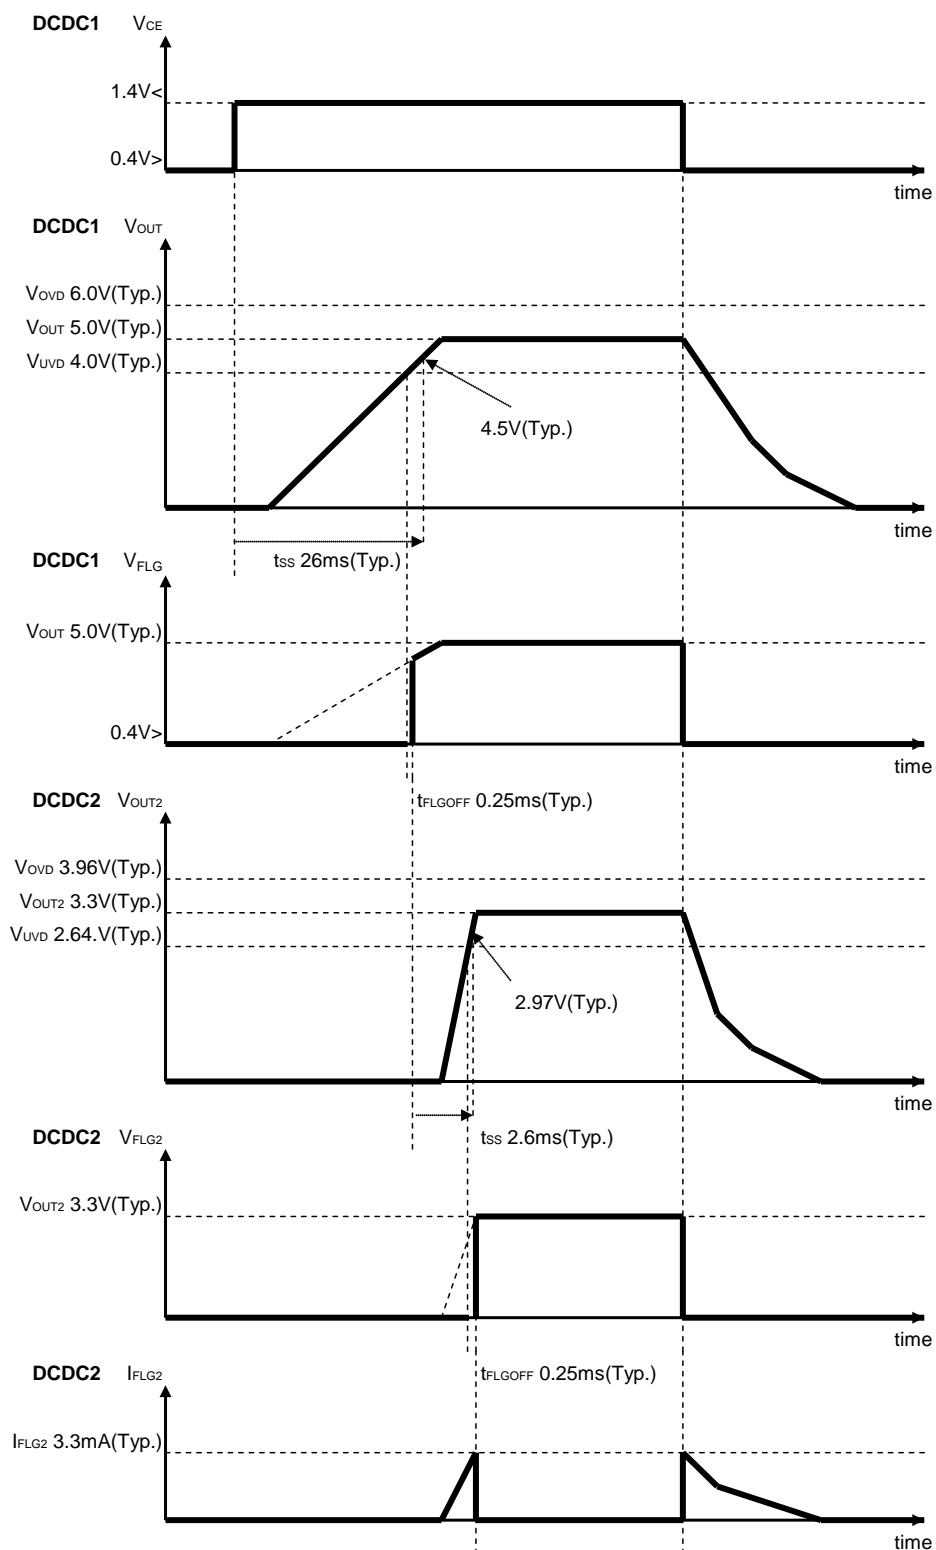 DCDC1 VCE
1.4V<
0.4V>
time
DCDC1 VOUT
VOVD 6.0V(Typ.)
VOUT 5.0V(Typ.)
VUVD 4.0V(Typ.)
4.5V(Typ.)
time
tss 26ms(Typ.)
DCDC1 VFLG
VOUT 5.0V(Typ.)
0.4V>
time
tFLGOFF 0.25ms(Typ.)
DCDC2 VOUT2
VOVD 3.96V(Typ.)
VOUT2 3.3V(Typ.)
VUVD 2.64.V(Typ.)
2.97V(Typ.)
time
tss 2.6ms(Typ.)
DCDC2 VFLG2
VOUT2 3.3V(Typ.)
time
tFLGOFF 0.25ms(Typ.)
DCDC2 IFLG2
IFLG2 3.3mA(Typ.)
time